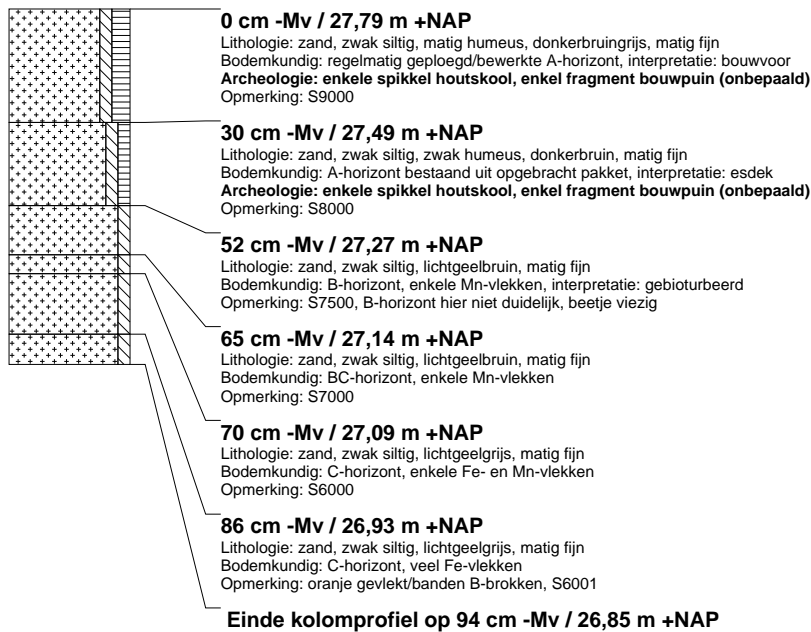 0 cm -Mv / 27,79 m +NAP
Lithologie: zand, zwak siltig, matig humeus, donkerbruingrijs, matig fijn
Bodemkundig: regelmatig geploegd/bewerkte A-horizont, interpretatie: bouwvoor
Archeologie: enkele spikkel houtskool, enkel fragment bouwpuin (onbepaald)
Opmerking: S9000
30 cm -Mv / 27,49 m +NAP
Lithologie: zand, zwak siltig, zwak humeus, donkerbruin, matig fijn
Bodemkundig: A-horizont bestaand uit opgebracht pakket, interpretatie: esdek
Archeologie: enkele spikkel houtskool, enkel fragment bouwpuin (onbepaald)
Opmerking: S8000
52 cm -Mv / 27,27 m +NAP
Lithologie: zand, zwak siltig, lichtgeelbruin, matig fijn
Bodemkundig: B-horizont, enkele Mn-vlekken, interpretatie: gebioturbeerd
Opmerking: S7500, B-horizont hier niet duidelijk, beetje viezig
65 cm -Mv / 27,14 m +NAP
Lithologie: zand, zwak siltig, lichtgeelbruin, matig fijn
Bodemkundig: BC-horizont, enkele Mn-vlekken
Opmerking: S7000
70 cm -Mv / 27,09 m +NAP
Lithologie: zand, zwak siltig, lichtgeelgrijs, matig fijn
Bodemkundig: C-horizont, enkele Fe- en Mn-vlekken
Opmerking: S6000
86 cm -Mv / 26,93 m +NAP
Lithologie: zand, zwak siltig, lichtgeelgrijs, matig fijn
Bodemkundig: C-horizont, veel Fe-vlekken
Opmerking: oranje gevlekt/banden B-brokken, S6001
Einde kolomprofiel op 94 cm -Mv / 26,85 m +NAP